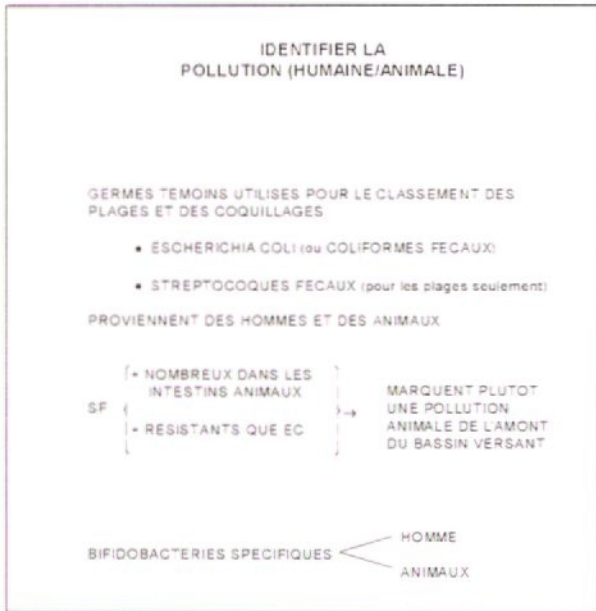 IDENTIFIER LA
POLLUTION (HUMAINE/ANIMALE)
GERMES TEMOINS UTILISES POUR LE CLASSEMENT DES
PLAGES ET DES COQUILLAGES
• ESCHERICHIA COLI (ou COLIFORMES FECAUX)
• STREPTOCOQUES FECAUX (pour les plages seulement)
PROVIENNENT DES HOMMES ET DES ANIMAUX
SF
+ NOMBREUX DANS LES
INTESTINS ANIMAUX
+ RESISTANTS QUE EC
→
MARQUENT PLUTOT
UNE POLLUTION
ANIMALE DE L'AMONT
DU BASSIN VERSANT
BIFIDOBACTERIES SPECIFIQUES
HOMME
ANIMAUX